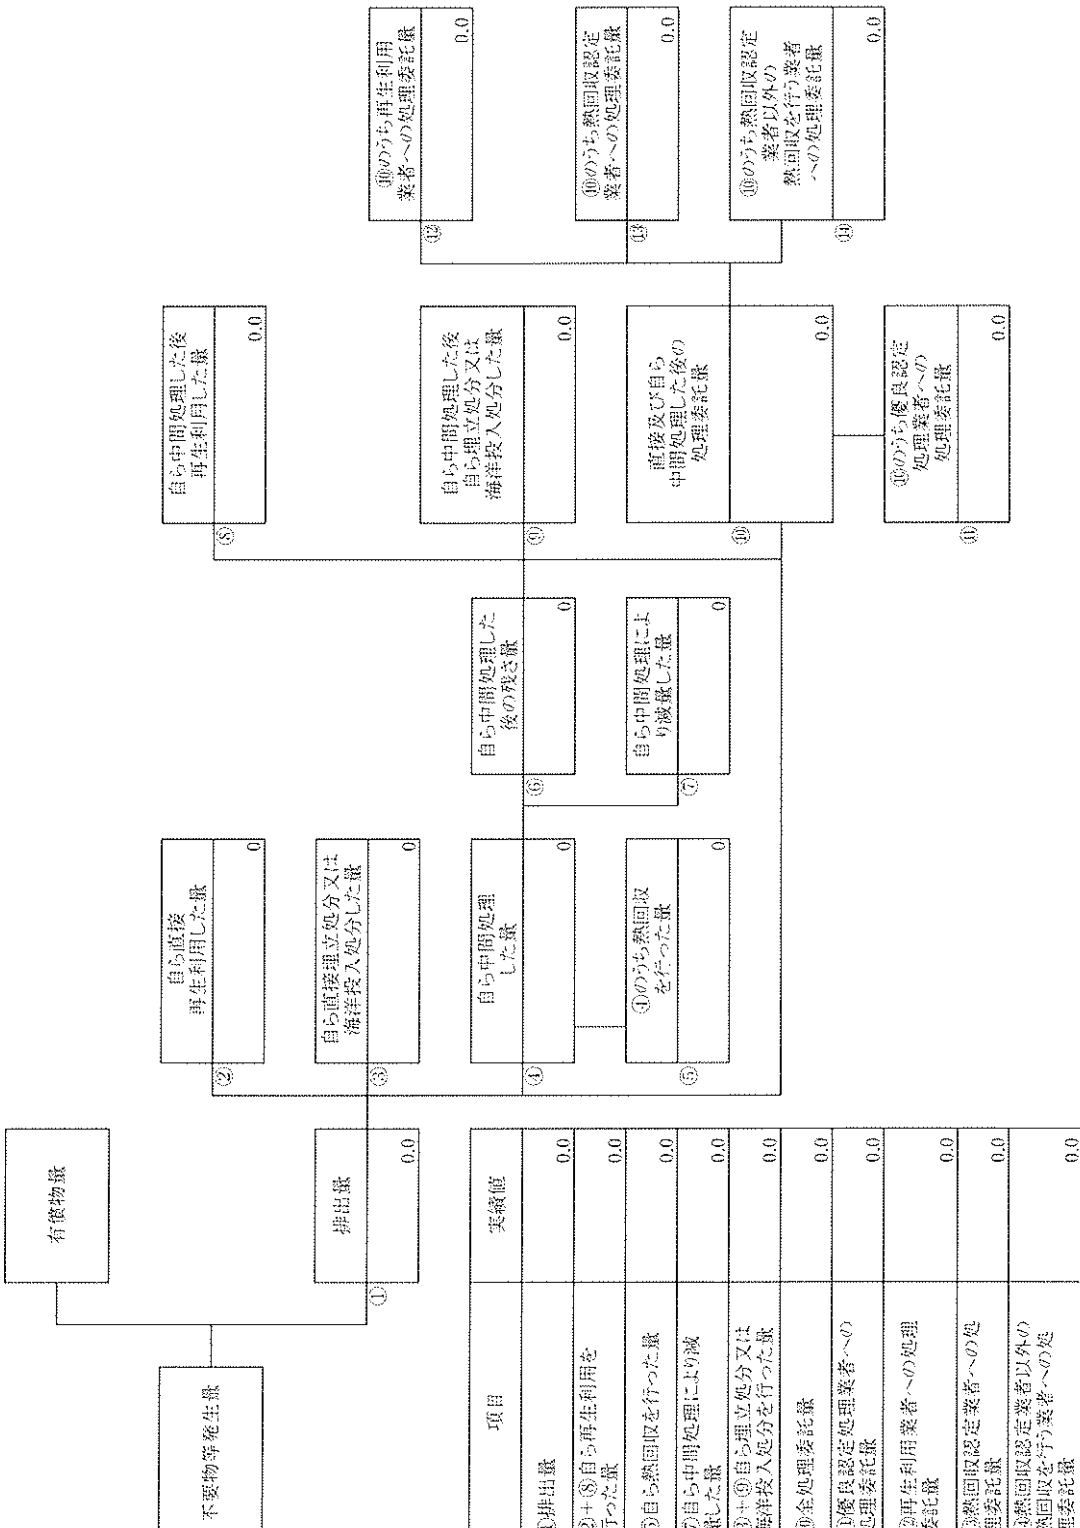 不要物等発生量
有償物量
排出量
①
0.0
自ら直接
再生利用した量
②
0
自ら直接埋立処分又は
海洋投入処分した量
③
0
自ら中間処理
した量
④
0
④のうち熱回収
を行った量
⑤
0
自ら中間処理した
後の残さ量
⑥
0
自ら中間処理によ
り減量した量
⑦
0
自ら中間処理した後
再生利用した量
⑧
0.0
自ら中間処理した後
自ら埋立処分又は
海洋投入処分した量
⑨
0.0
直接及び自ら
中間処理した後の
処理委託量
⑩
0.0
⑩のうち優良認定
処理業者への
処理委託量
⑪
0.0
⑩のうち再生利用
業者への処理委託量
⑫
0.0
⑩のうち熱回収認定
業者への処理委託量
⑬
0.0
⑩のうち熱回収認定
業者以外の
熱回収を行う業者
への処理委託量
⑭
0.0
項目
実績値
①排出量
0.0
②+⑧自ら再生利用を
行った量
0.0
⑤自ら熱回収を行った量
0.0
⑦自ら中間処理により減
量した量
0.0
③+⑨自ら埋立処分又は
海洋投入処分を行った量
0.0
⑩全処理委託量
0.0
⑪優良認定処理業者への
処理委託量
0.0
⑫再生利用業者への処理
委託量
0.0
⑬熱回収認定業者への処
理委託量
0.0
⑭熱回収認定業者以外の
熱回収を行う業者への処
理委託量
0.0